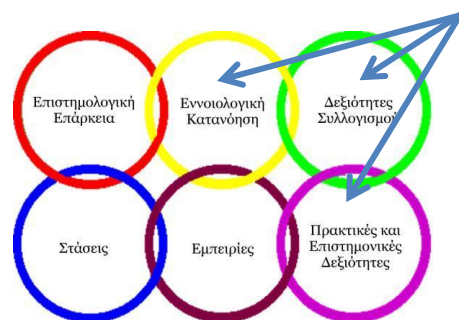 Επιστημολογική
Επάρκεια
Εννοιολογική
Κατανόηση
Δεξιότητες
Συλλογισμού
Στάσεις
Εμπειρίες
Πρακτικές και
Επιστημονικές
Δεξιότητες